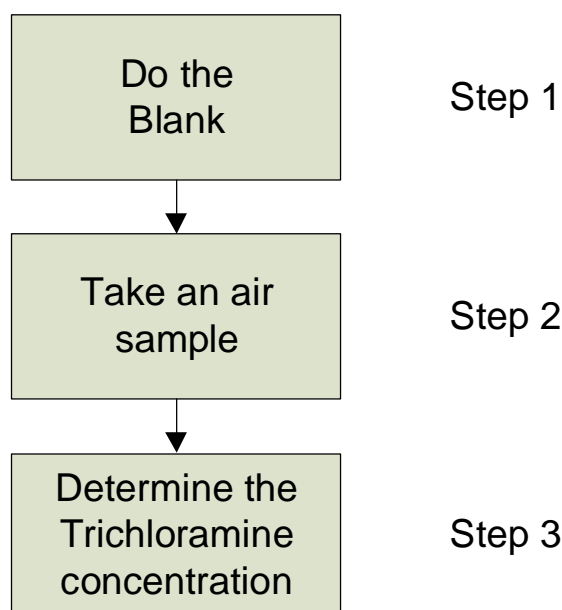 Do the
Blank
Step 1
Take an air
sample
Step 2
Determine the
Trichloramine
concentration
Step 3